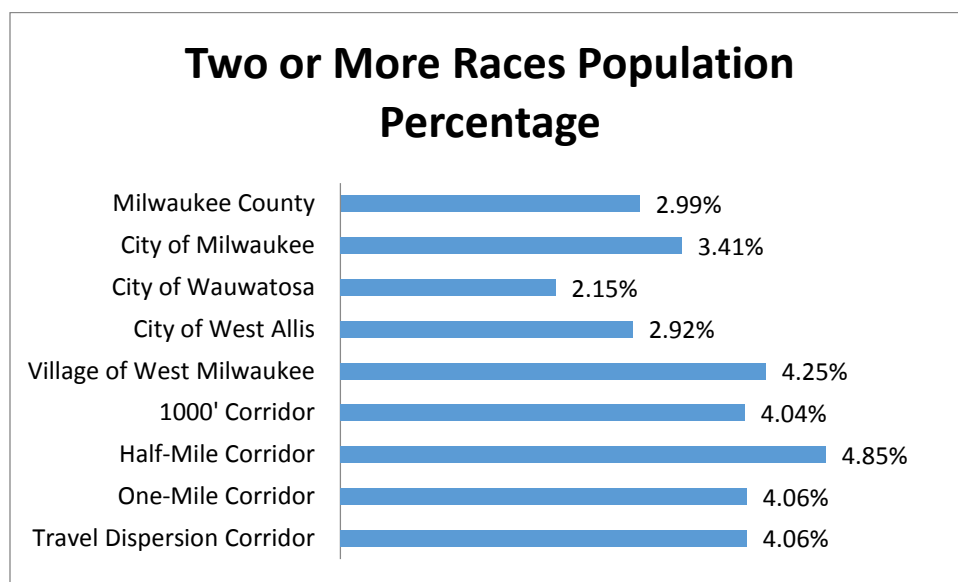 Two or More Races Population
Percentage
Milwaukee County 2.99%
City of Milwaukee 3.41%
City of Wauwatosa 2.15%
City of West Allis 2.92%
Village of West Milwaukee 4.25%
1000' Corridor 4.04%
Half-Mile Corridor 4.85%
One-Mile Corridor 4.06%
Travel Dispersion Corridor 4.06%